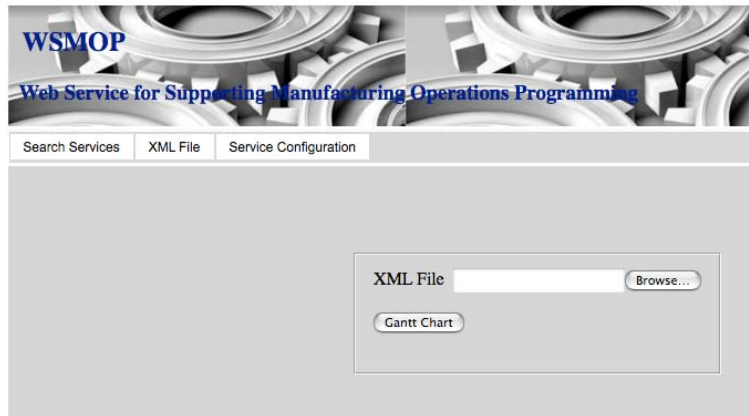 WSMOP
Web Service for Supporting Manufacturing Operations Programming
Search Services XML File Service Configuration
XML File Browse...
Gantt Chart